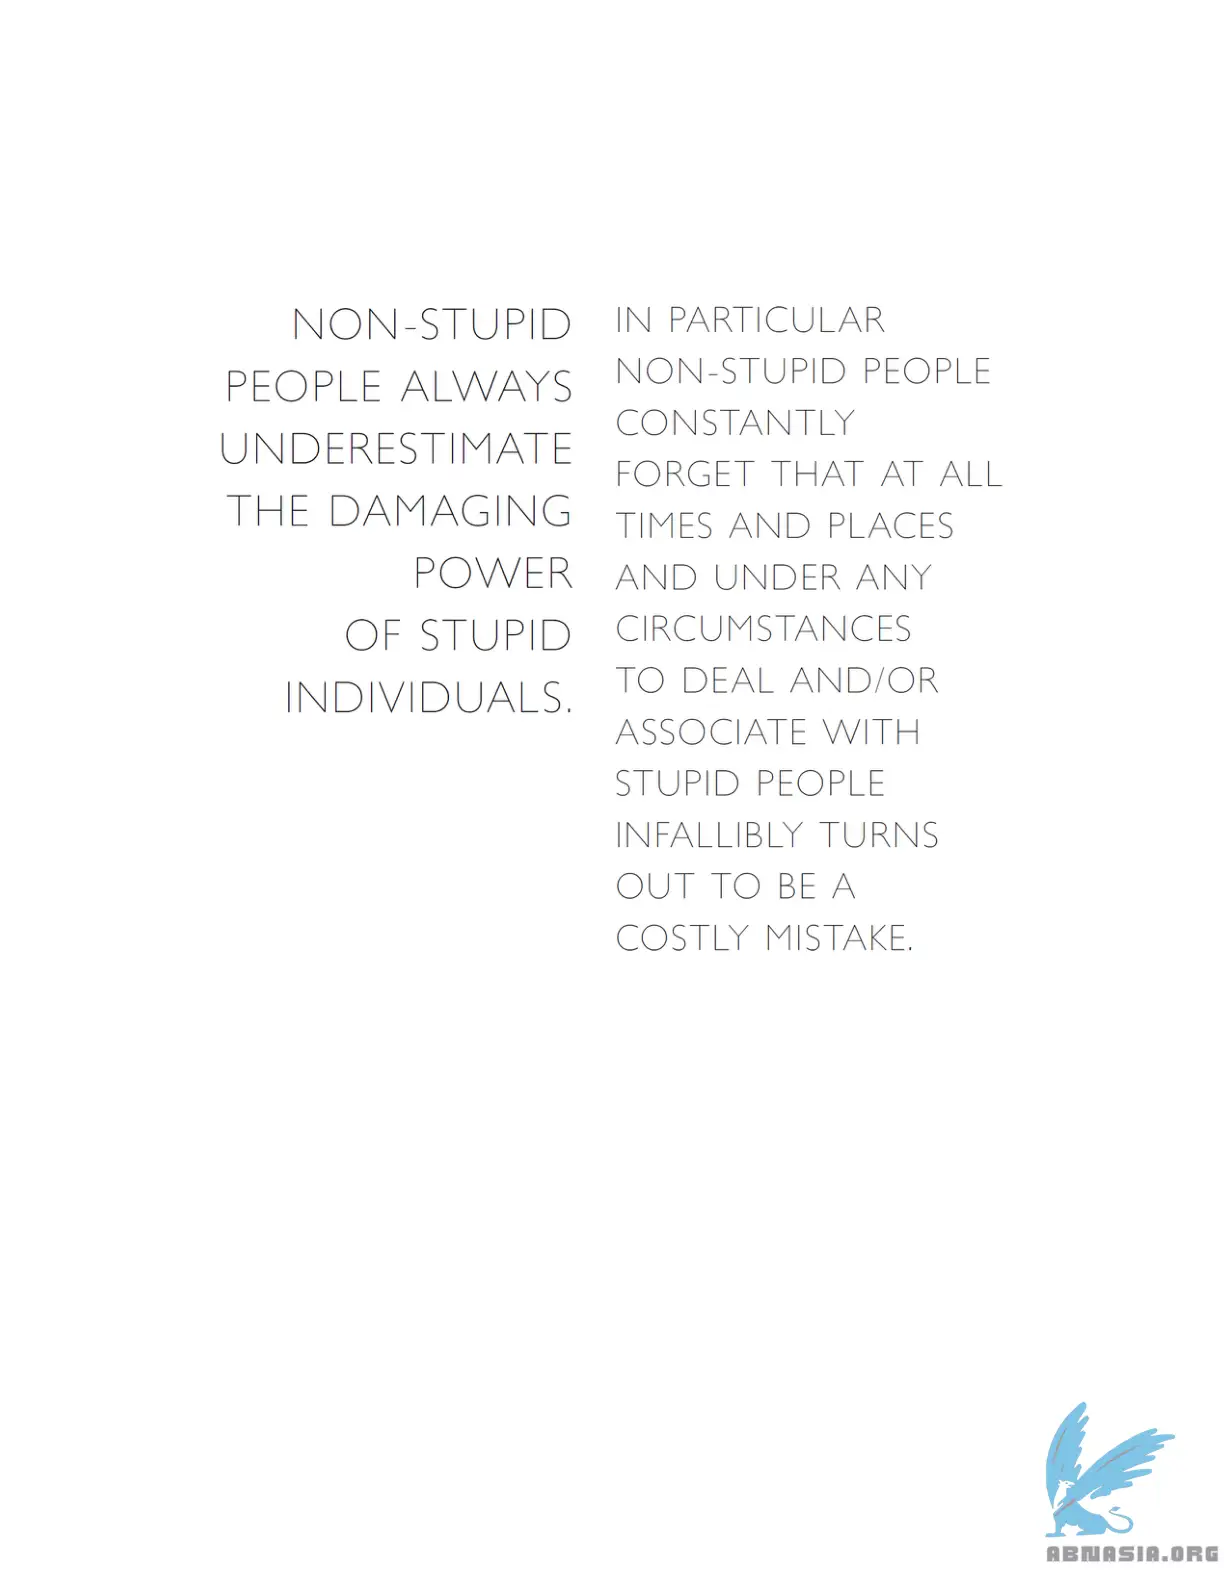 NON-STUPID
PEOPLE ALWAYS
UNDERESTIMATE
THE DAMAGING
POWER
OF STUPID
INDIVIDUALS.
IN PARTICULAR
NON-STUPID PEOPLE
CONSTANTLY
FORGET THAT AT ALL
TIMES AND PLACES
AND UNDER ANY
CIRCUMSTANCES
TO DEAL AND/OR
ASSOCIATE WITH
STUPID PEOPLE
INFALLIBLY TURNS
OUT TO BE A
COSTLY MISTAKE.
ABNASIA.ORG